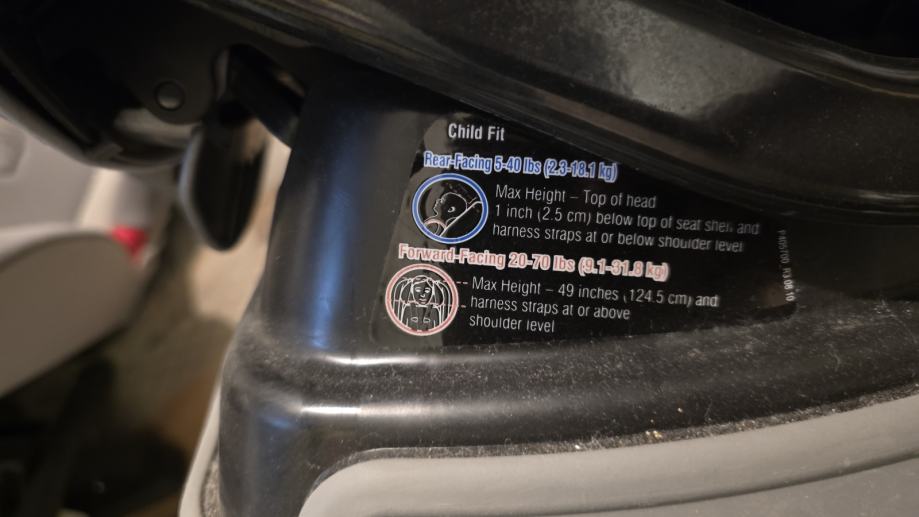 Child Fit
Rear-Facing 5-40 lbs (2.3-18.1 kg)
Max Height – Top of head
1 inch (2.5 cm) below top of seat shell and
harness straps at or below shoulder level
Forward-Facing 20-70 lbs (9.1-31.8 kg)
Max Height – 49 inches (124.5 cm) and
harness straps at or above
shoulder level